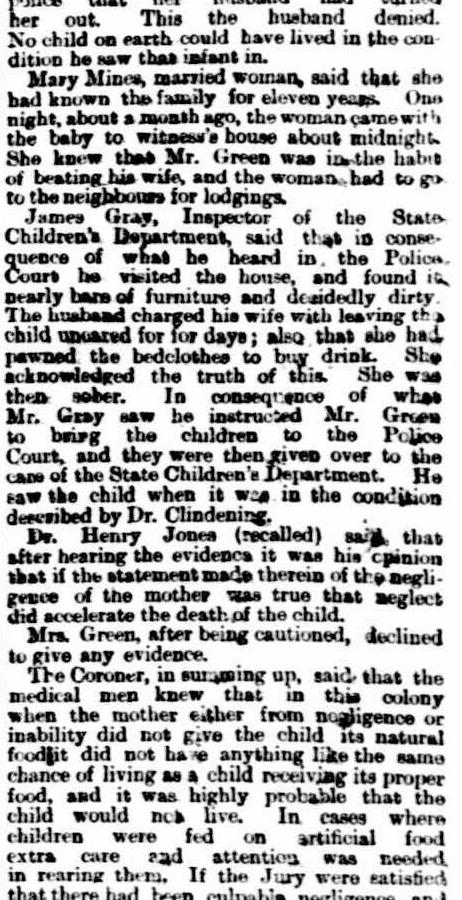 her out. This the husband denied.
No child on earth could have lived in the con-
dition he saw that infant in.
Mary Mines, married woman, said that she
had known the family for eleven years. One
night, about a month ago, the woman came with
the baby to witness's house about midnight.
She knew that Mr. Green was in the habit
of beating his wife, and the woman had to go
to the neighbours for lodgings.
James Gray, Inspector of the State
Children's Department, said that in conse-
quence of what he heard in the Police
Court he visited the house, and found it
nearly bare of furniture and decidedly dirty.
The husband charged his wife with leaving the
child uncared for for days; also that she had
pawned the bedclothes to buy drink. She
acknowledged the truth of this. She was
then sober. In consequence of what
Mr. Gray saw he instructed Mr. Green
to bring the children to the Police
Court, and they were then given over to the
care of the State Children's Department. He
saw the child when it was in the condition
described by Dr. Clindening.
Dr. Henry Jones (recalled) said that
after hearing the evidence it was his opinion
that if the statement made therein of the negli-
gence of the mother was true that neglect
did accelerate the death of the child.
Mrs. Green, after being cautioned, declined
to give any evidence.
The Coroner, in summing up, said that the
medical men knew that in this colony
when the mother either from negligence or
inability did not give the child its natural
food it did not have anything like the same
chance of living as a child receiving its proper
food, and it was highly probable that the
child would not live. In cases where
children were fed on artificial food
extra care and attention was needed
in rearing them. If the Jury were satisfied
that there had been culpable negligence and